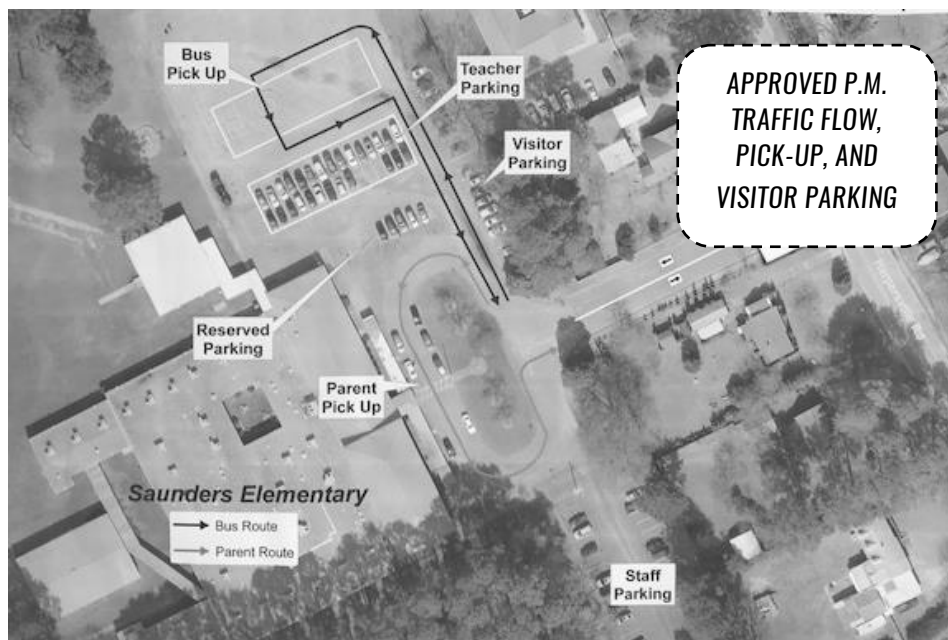 Bus
Pick Up
Teacher
Parking
Visitor
Parking
APPROVED P.M.
TRAFFIC FLOW,
PICK-UP, AND
VISITOR PARKING
Reserved
Parking
Parent
Pick Up
Saunders Elementary
Bus Route
Parent Route
Staff
Parking